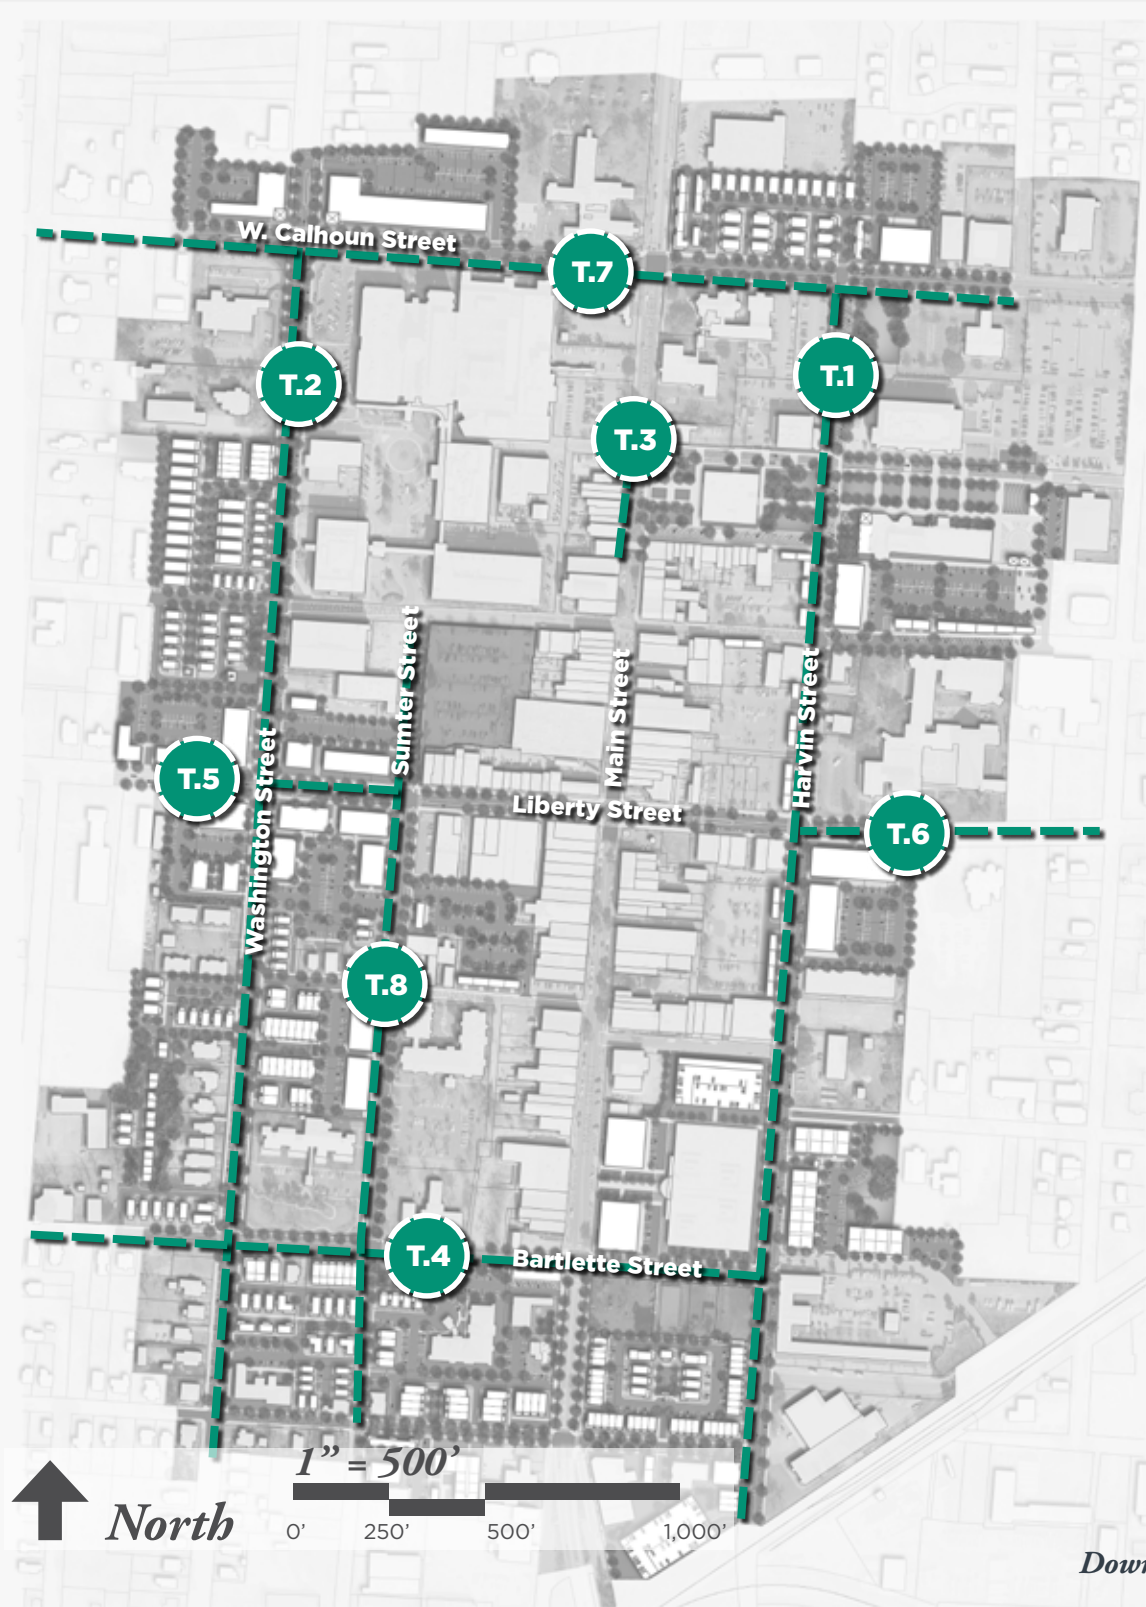 W. Calhoun Street
T.7
T.2
T.1
T.3
Sumter Street
Main Street
Harvin Street
Washington Street
T.5
Liberty Street
T.6
T.8
T.4
Bartlette Street
1” = 500’
North
0’ 250’ 500’ 1,000’